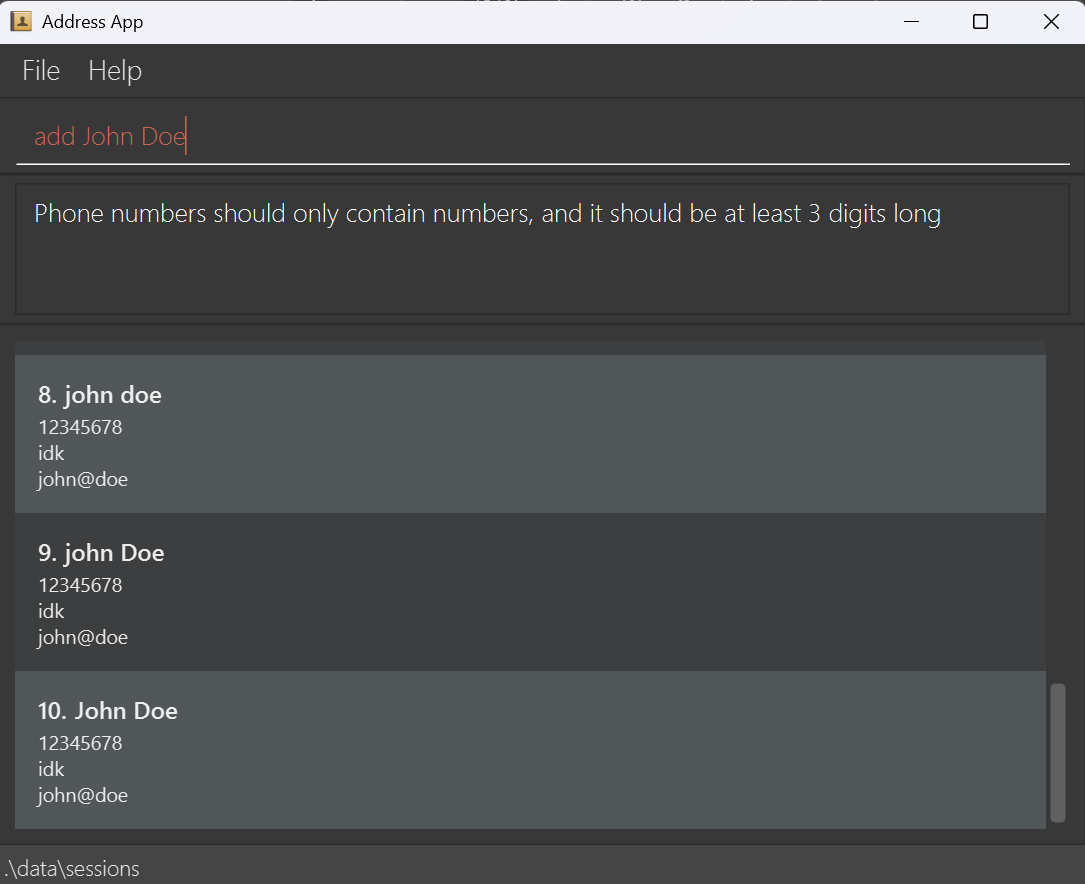 Address App
File Help
add John Doe
Phone numbers should only contain numbers, and it should be at least 3 digits long
8. john doe
12345678
idk
john@doe
9. john Doe
12345678
idk
john@doe
10. John Doe
12345678
idk
john@doe
.\data\sessions